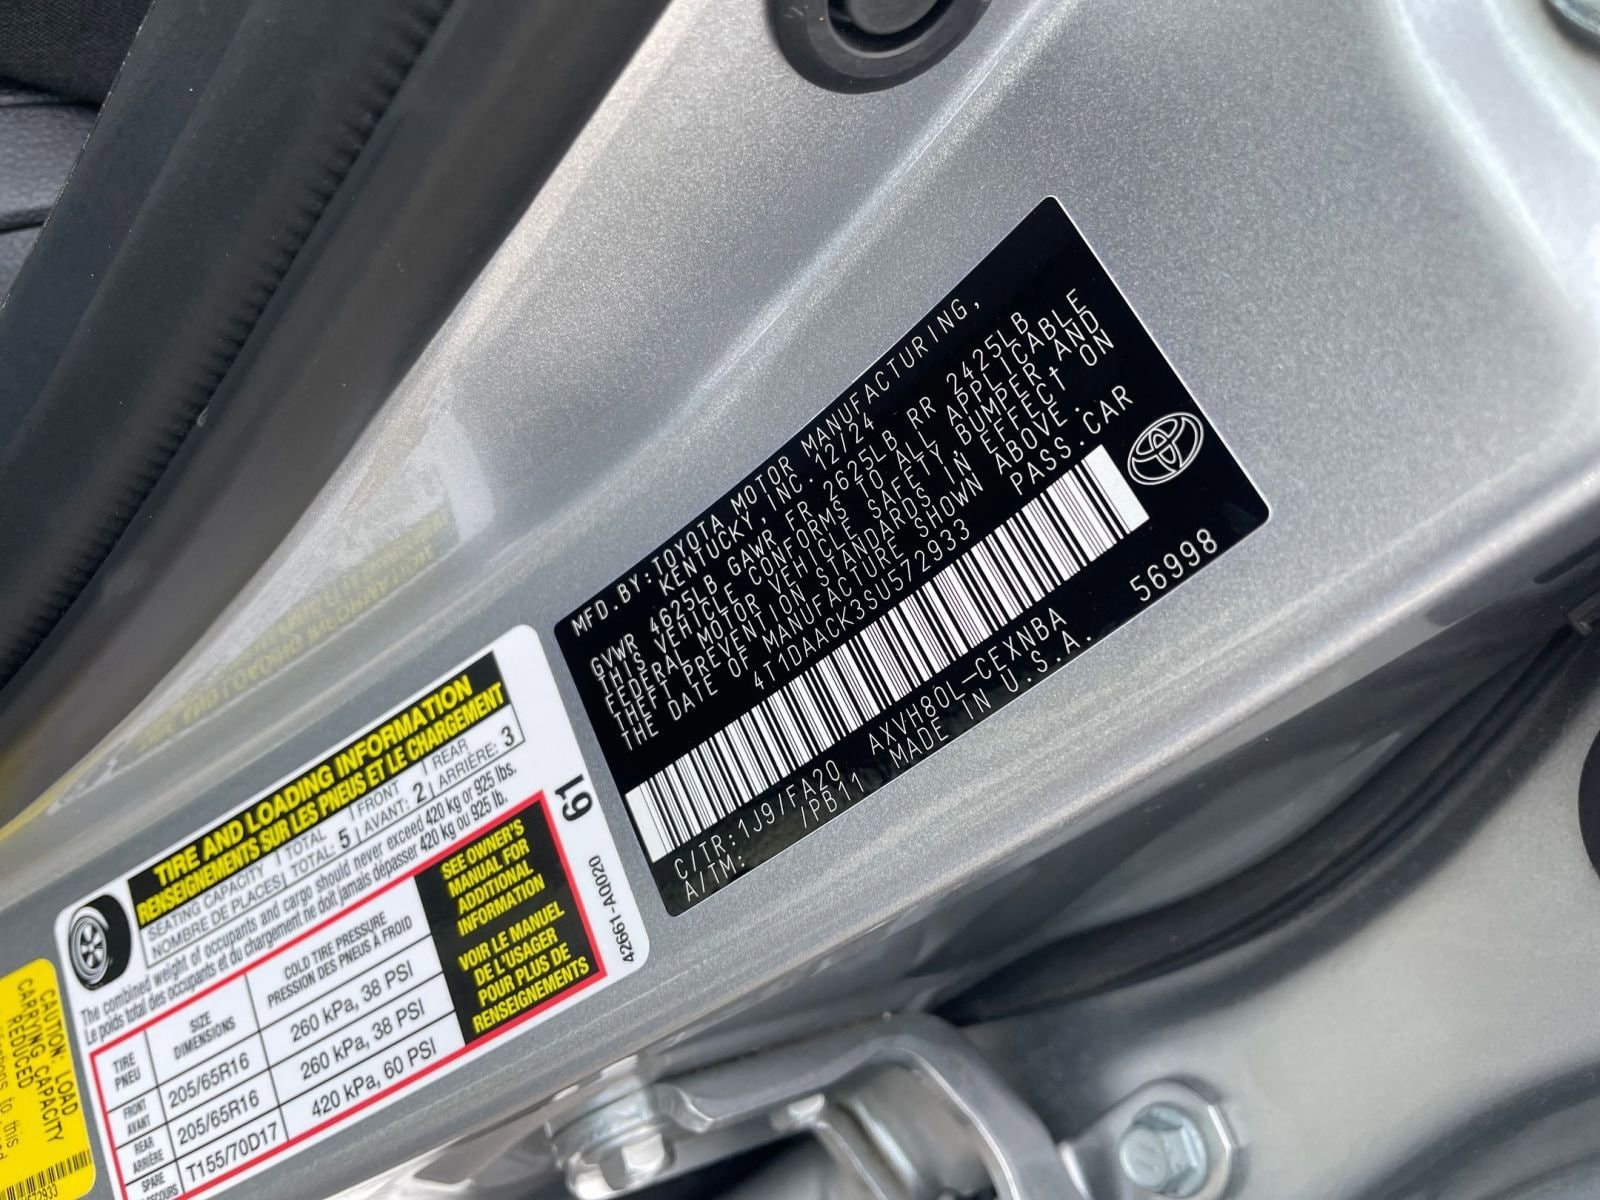 MFD.BY:TOYOTA MOTOR MANUFACTURING,
KENTUCKY,INC. 12/24
GVWR 4625LB GAWR FR 2625LB RR 2425LB
THIS VEHICLE CONFORMS TO ALL APPLICABLE
FEDERAL MOTOR VEHICLE SAFETY, BUMPER, AND
THEFT PREVENTION STANDARDS IN EFFECT ON
THE DATE OF MANUFACTURE SHOWN ABOVE.
4T1DAACK3SU572933 PASS.CAR
56998
C/TR:1J9/FA20 AXVH80L-CEXNBA
A/TM: /PB11 MADE IN U.S.A.
TIRE AND LOADING INFORMATION
RENSEIGNEMENTS SUR LES PNEUS ET LE CHARGEMENT
SEATING CAPACITY TOTAL FRONT REAR
NOMBRE DE PLACES TOTAL: 5 AVANT: 2 ARRIÈRE: 3
The combined weight of occupants and cargo should never exceed 420 kg or 925 lbs.
Le poids total des occupants et du chargement ne doit jamais dépasser 420 kg ou 925 lb.
TIRE
PNEU
SIZE
DIMENSIONS
COLD TIRE PRESSURE
PRESSION DES PNEUS À FROID
FRONT
AVANT
205/65R16
260 kPa, 38 PSI
REAR
ARRIÈRE
205/65R16
260 kPa, 38 PSI
SPARE
SECOURS
T155/70D17
420 kPa, 60 PSI
SEE OWNER'S
MANUAL FOR
ADDITIONAL
INFORMATION
VOIR LE MANUEL
DE L'USAGER
POUR PLUS DE
RENSEIGNEMENTS
61
42661-AQ020
CAUTION: LOAD
CARRYING CAPACITY
REDUCED
to this
572933